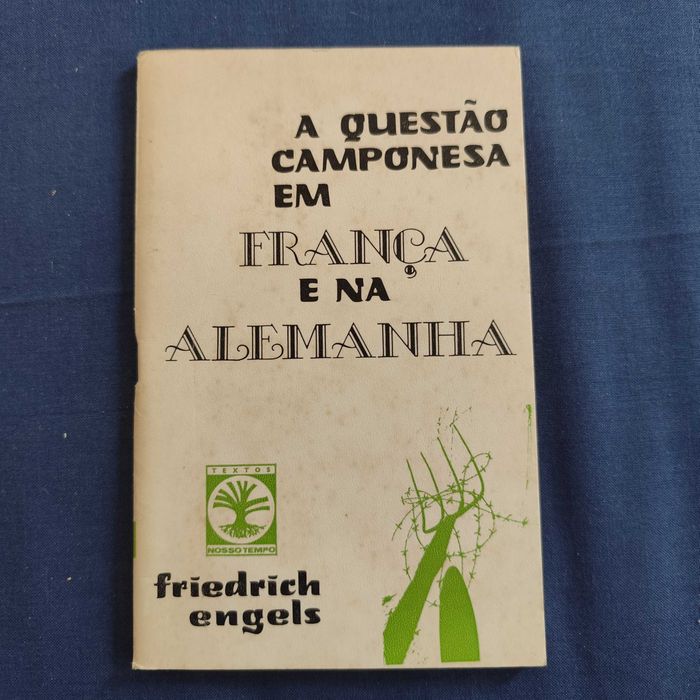 A QUESTÃO
CAMPONESA
EM
FRANÇA
E NA
ALEMANHA
TEXTOS
NOSSO TEMPO
friedrich
engels